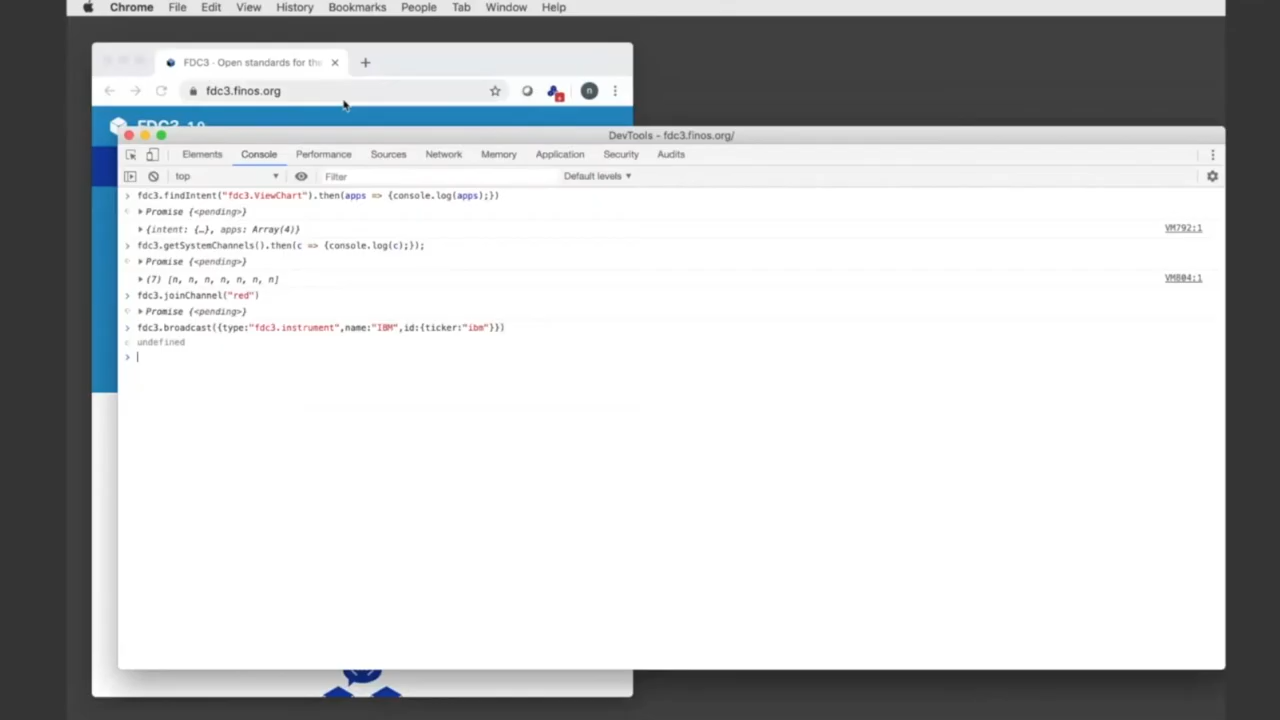 Chrome File Edit View History Bookmarks People Tab Window Help
FDC3 · Open standards for the
fdc3.finos.org
n
FDC3 1.0
DevTools - fdc3.finos.org/
Elements Console Performance Sources Network Memory Application Security Audits
top Filter Default levels
fdc3.findIntent("fdc3.ViewChart").then(apps => {console.log(apps);})
Promise {<pending>}
{intent: {…}, apps: Array(4)} VM792:1
fdc3.getSystemChannels().then(c => {console.log(c);});
Promise {<pending>}
(7) [n, n, n, n, n, n, n] VM804:1
fdc3.joinChannel("red")
Promise {<pending>}
fdc3.broadcast({type:"fdc3.instrument",name:"IBM",id:{ticker:"ibm"}})
undefined